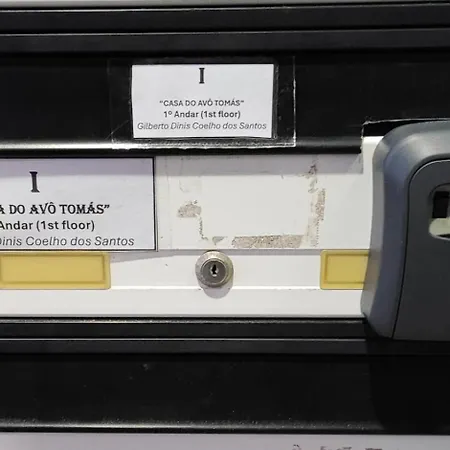 I
"CASA DO AVÔ TOMÁS"
1º Andar (1st floor)
Gilberto Dinis Coelho dos Santos
I
DO AVÔ TOMÁS"
Andar (1st floor)
Dinis Coelho dos Santos